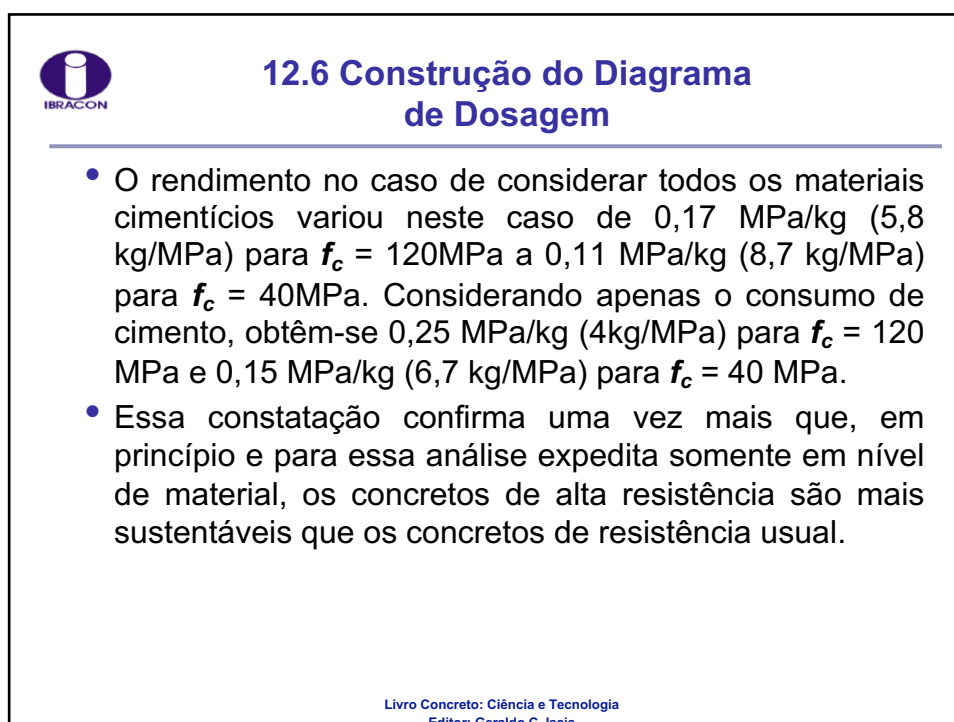 IBRACON
12.6 Construção do Diagrama
de Dosagem
• O rendimento no caso de considerar todos os materiais
cimentícios variou neste caso de 0,17 MPa/kg (5,8
kg/MPa) para fc = 120MPa a 0,11 MPa/kg (8,7 kg/MPa)
para fc = 40MPa. Considerando apenas o consumo de
cimento, obtêm-se 0,25 MPa/kg (4kg/MPa) para fc = 120
MPa e 0,15 MPa/kg (6,7 kg/MPa) para fc = 40 MPa.
• Essa constatação confirma uma vez mais que, em
princípio e para essa análise expedita somente em nível
de material, os concretos de alta resistência são mais
sustentáveis que os concretos de resistência usual.
Livro Concreto: Ciência e Tecnologia
Editor: Geraldo C. Isaia